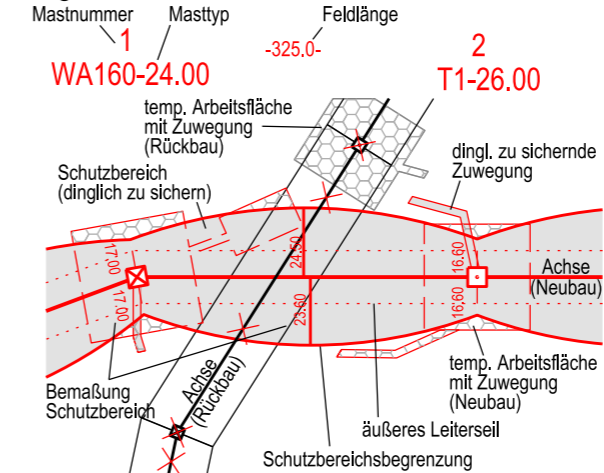 Mastnummer
Masttyp
Feldlänge
1
WA160-24.00
-325.0-
2
T1-26.00
temp. Arbeitsfläche
mit Zuwegung
(Rückbau)
dingl. zu sichernde
Zuwegung
Schutzbereich
(dinglich zu sichern)
17.00
17.00
24.50
23.60
16.60
16.60
Achse
(Neubau)
Achse
(Rückbau)
Bemaßung
Schutzbereich
temp. Arbeitsfläche
mit Zuwegung
(Neubau)
äußeres Leiterseil
Schutzbereichsbegrenzung